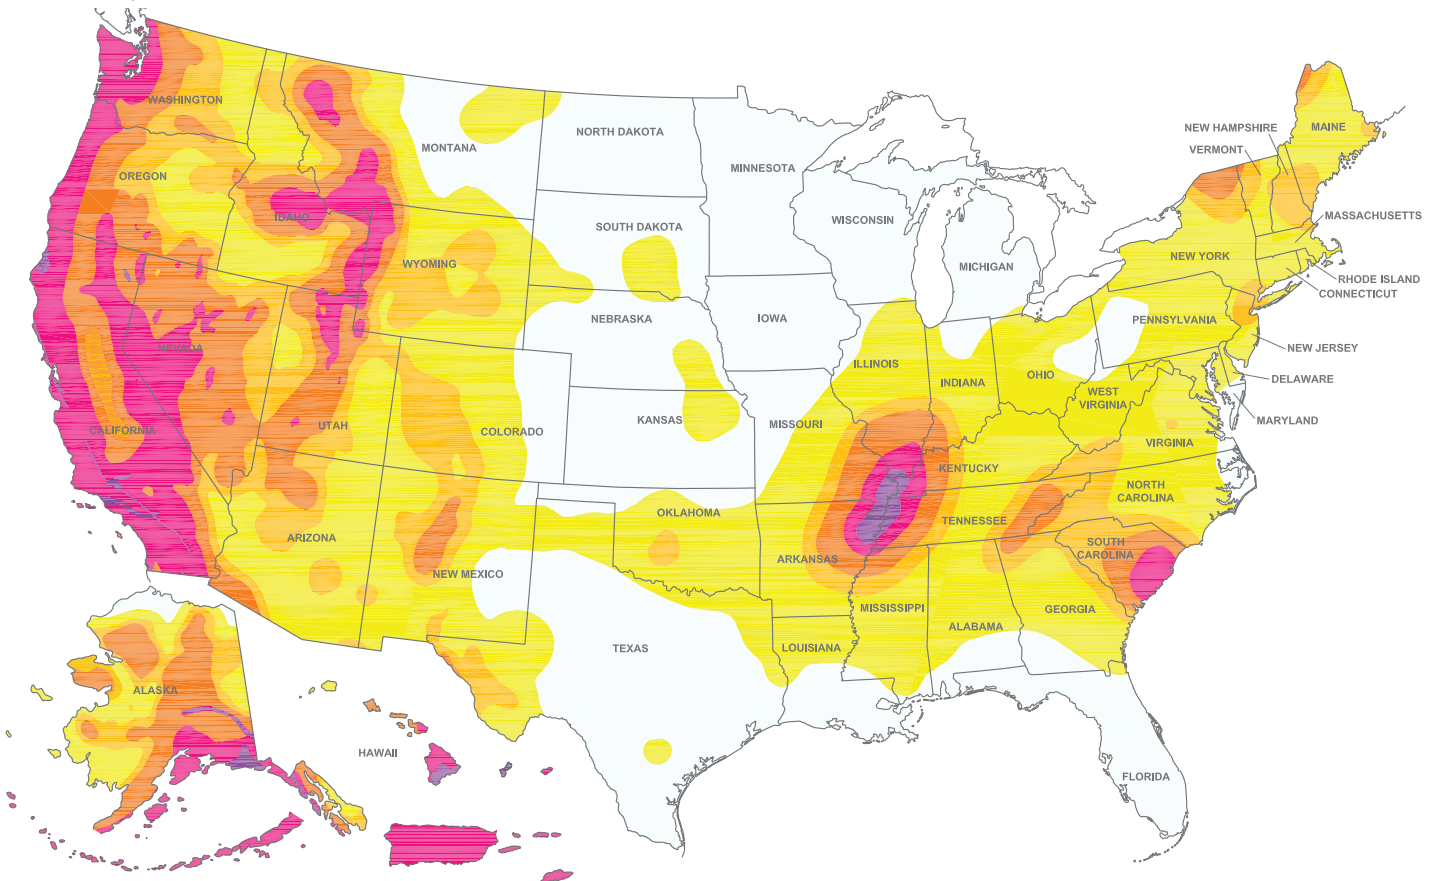 WASHINGTON
MONTANA
NORTH DAKOTA
MINNESOTA
NEW HAMPSHIRE
MAINE
VERMONT
OREGON
IDAHO
SOUTH DAKOTA
WISCONSIN
MICHIGAN
MASSACHUSETTS
NEW YORK
WYOMING
RHODE ISLAND
CONNECTICUT
NEBRASKA
IOWA
PENNSYLVANIA
NEVADA
ILLINOIS
INDIANA
OHIO
NEW JERSEY
DELAWARE
WEST
VIRGINIA
MARYLAND
CALIFORNIA
UTAH
COLORADO
KANSAS
MISSOURI
VIRGINIA
KENTUCKY
NORTH
CAROLINA
OKLAHOMA
TENNESSEE
ARIZONA
NEW MEXICO
ARKANSAS
SOUTH
CAROLINA
MISSISSIPPI
ALABAMA
GEORGIA
TEXAS
LOUISIANA
ALASKA
HAWAII
FLORIDA